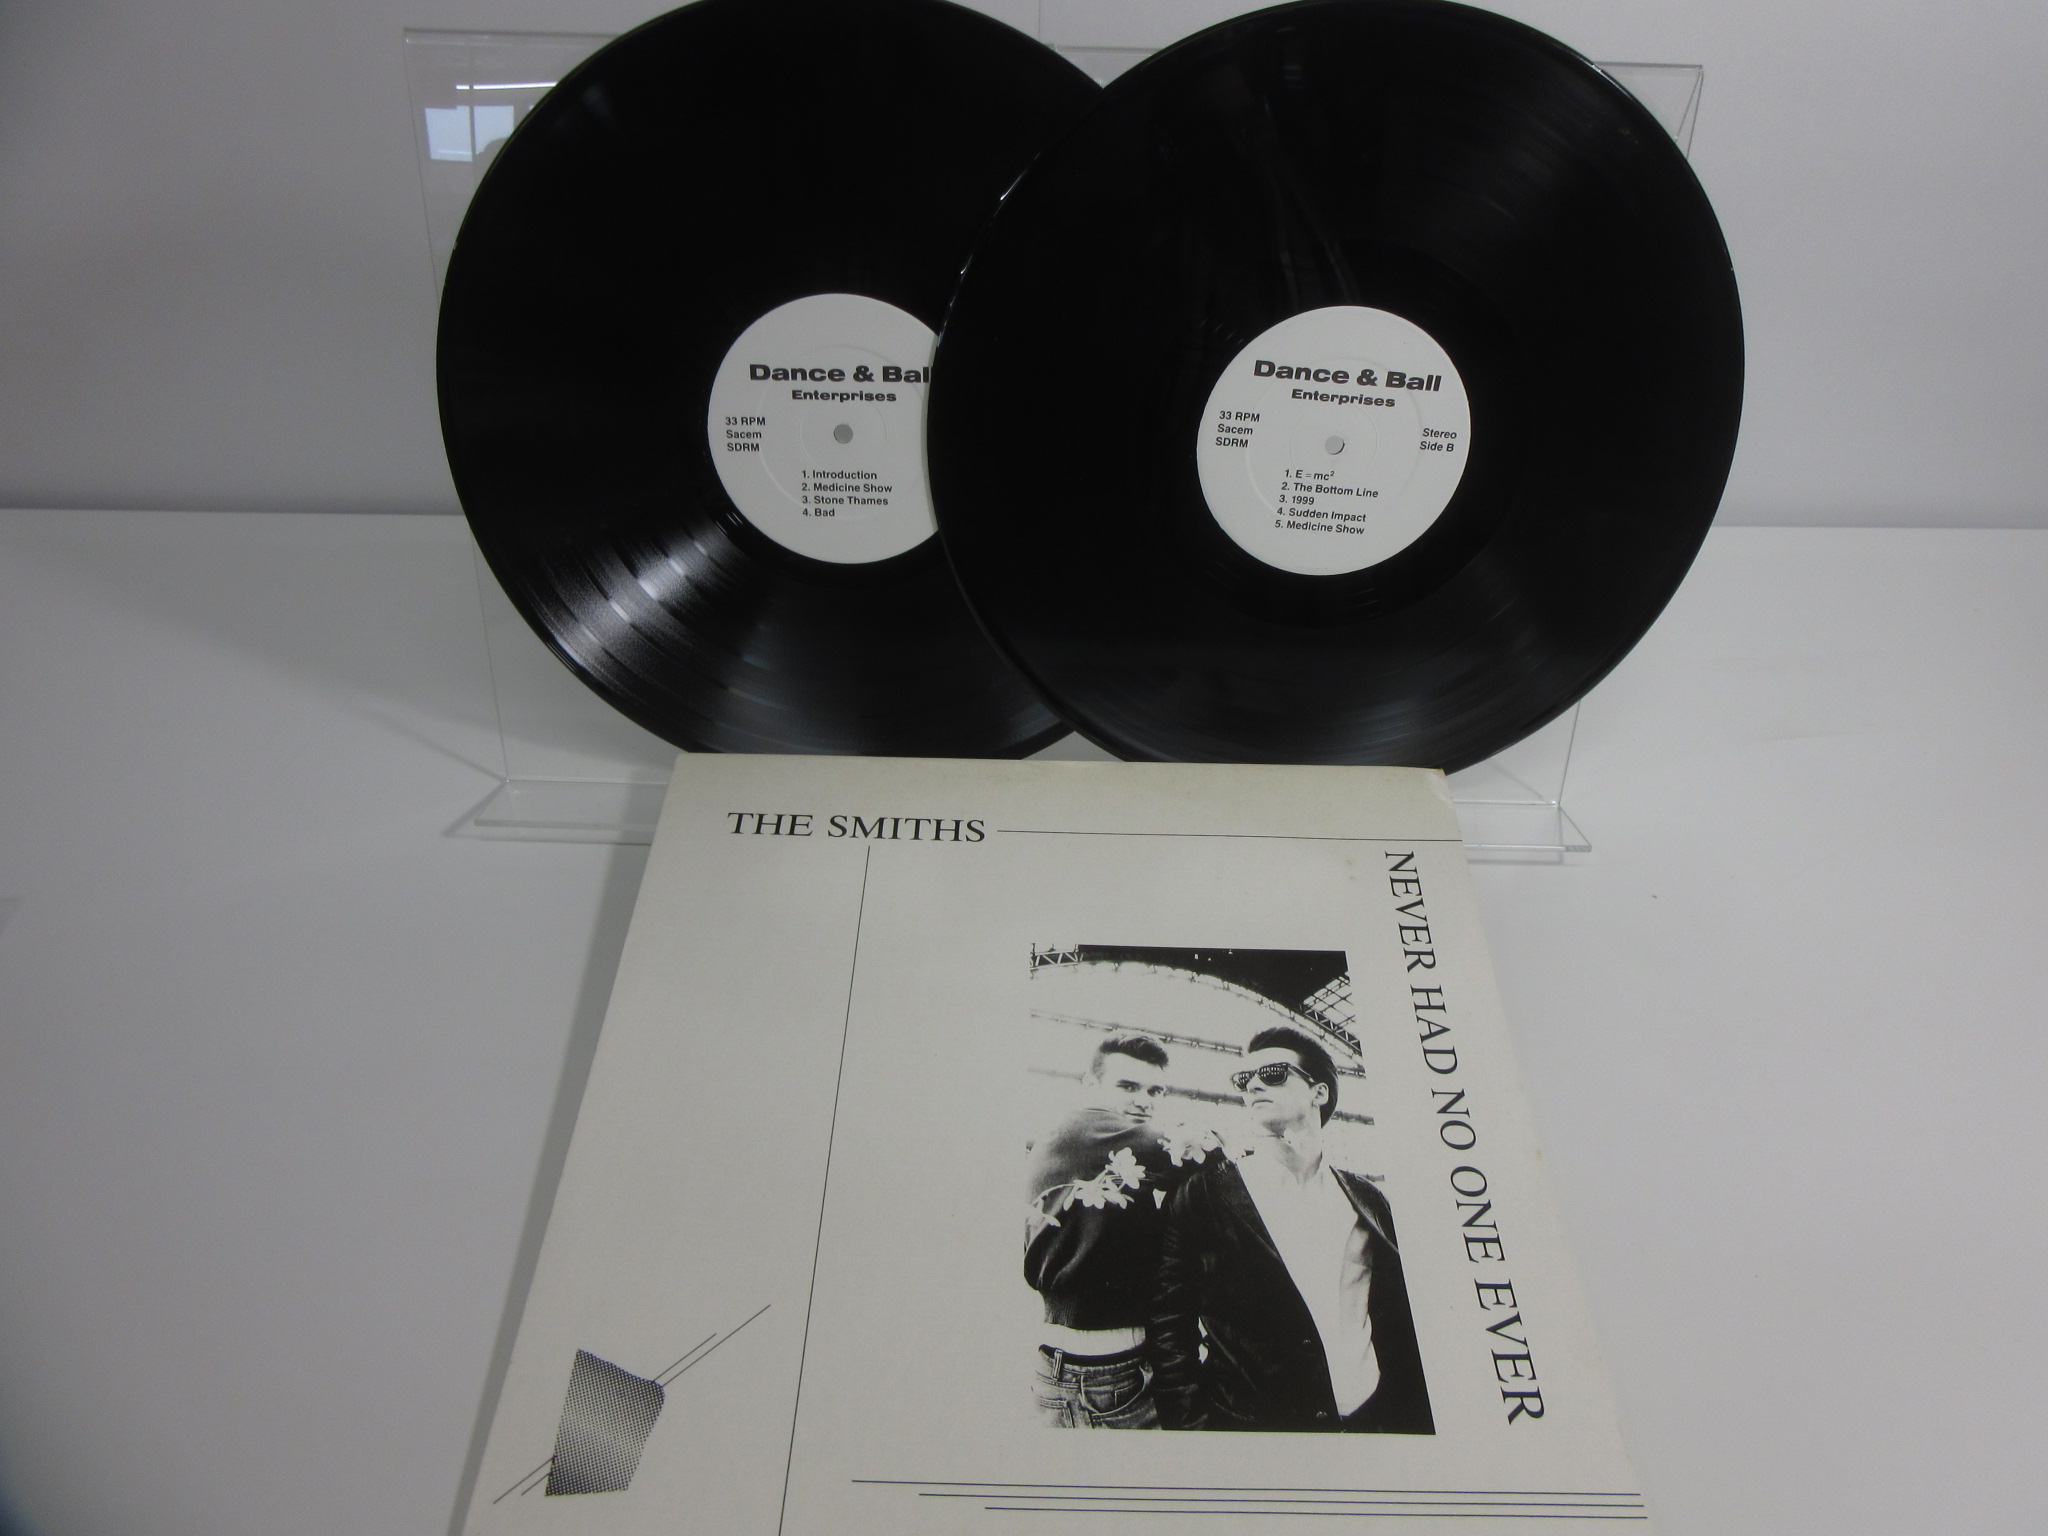 Dance & Bal
Enterprises
33 RPM
Sacem
SDRM
1. Introduction
2. Medicine Show
3. Stone Thames
4. Bad
Dance & Ball
Enterprises
33 RPM
Sacem
SDRM
Stereo
Side B
1. E=mc²
2. The Bottom Line
3. 1999
4. Sudden Impact
5. Medicine Show
THE SMITHS
NEVER HAD NO ONE EVER